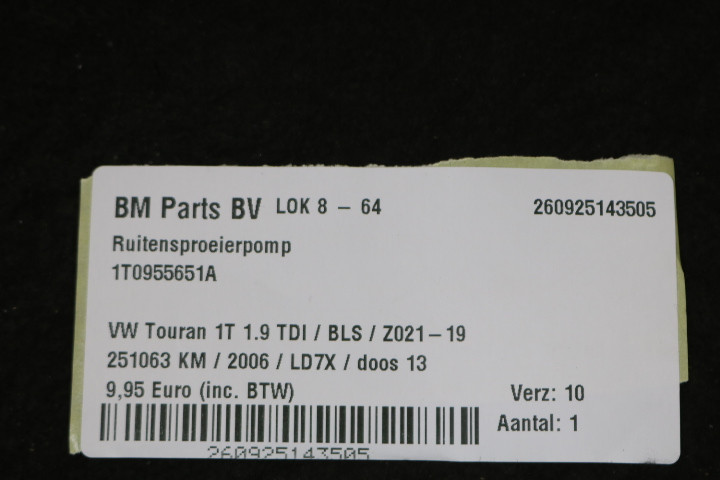 BM Parts BV LOK 8 – 64 260925143505
Ruitensproeierpomp
1T0955651A
VW Touran 1T 1.9 TDI / BLS / Z021–19
251063 KM / 2006 / LD7X / doos 13
9,95 Euro (inc. BTW) Verz: 10
Aantal: 1
260925143505